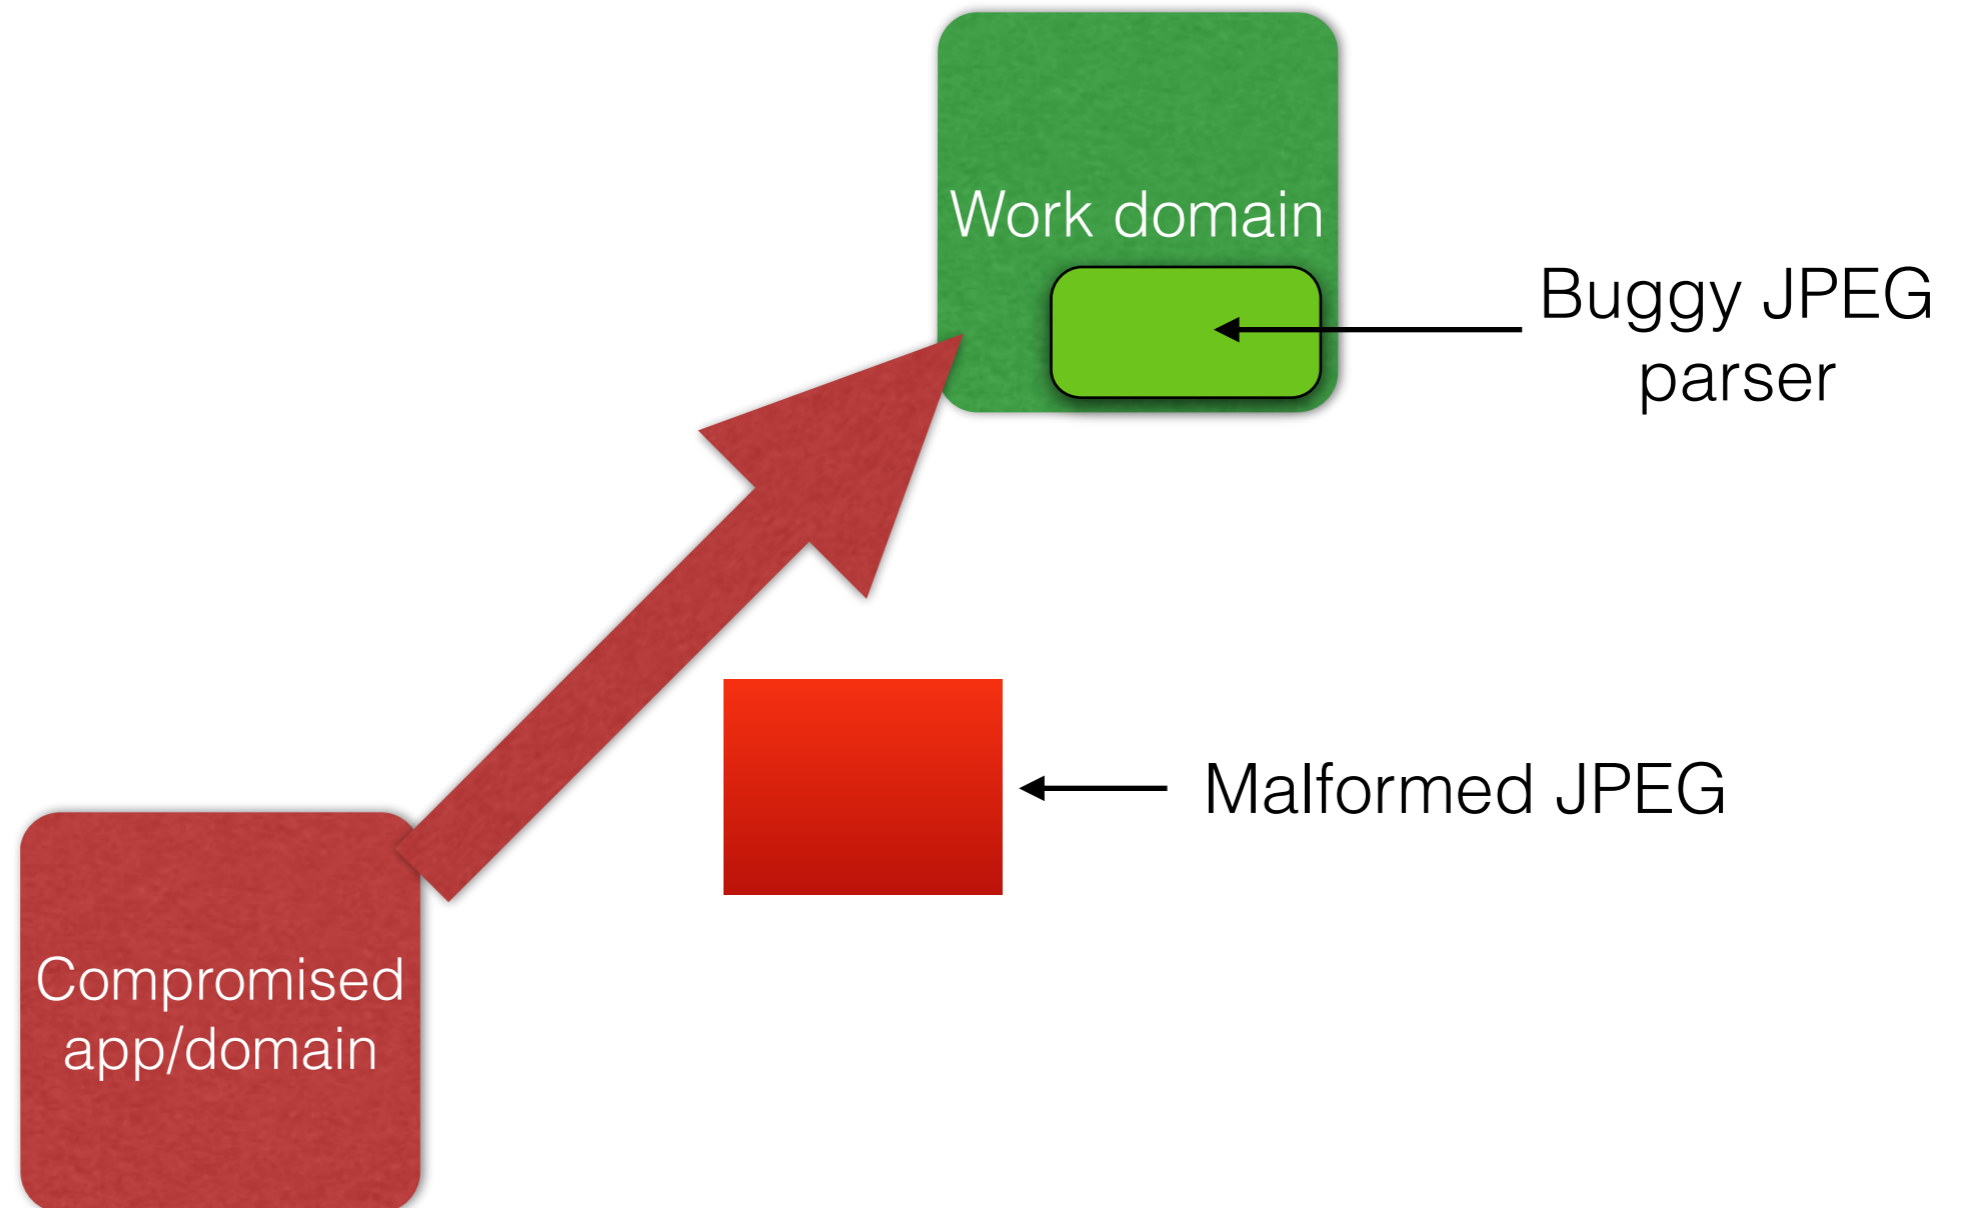 Work domain
Buggy JPEG
parser
Malformed JPEG
Compromised
app/domain